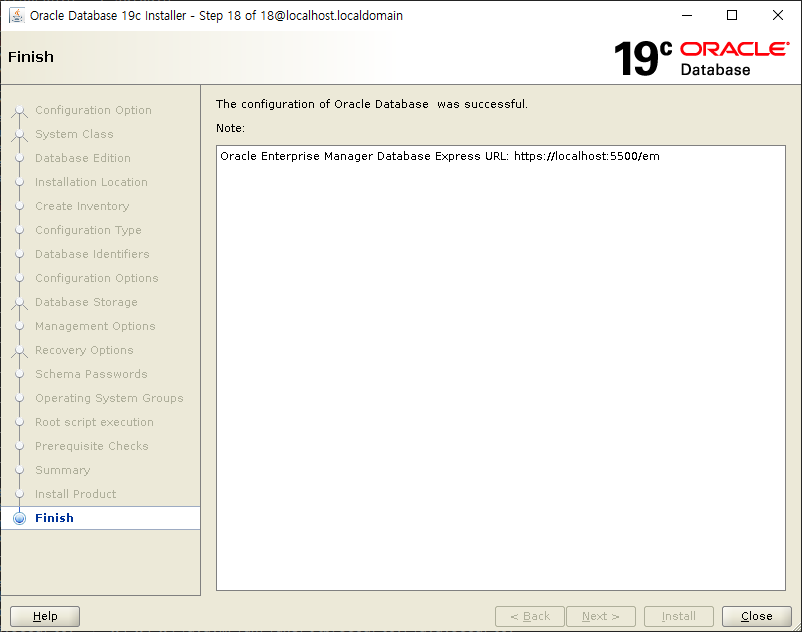 Oracle Database 19c Installer - Step 18 of 18@localhost.localdomain
Finish
19c ORACLE
Database
Configuration Option
System Class
Database Edition
Installation Location
Create Inventory
Configuration Type
Database Identifiers
Configuration Options
Database Storage
Management Options
Recovery Options
Schema Passwords
Operating System Groups
Root script execution
Prerequisite Checks
Summary
Install Product
Finish
The configuration of Oracle Database  was successful.
Note:
Oracle Enterprise Manager Database Express URL: https://localhost:5500/em
Help
< Back
Next >
Install
Close